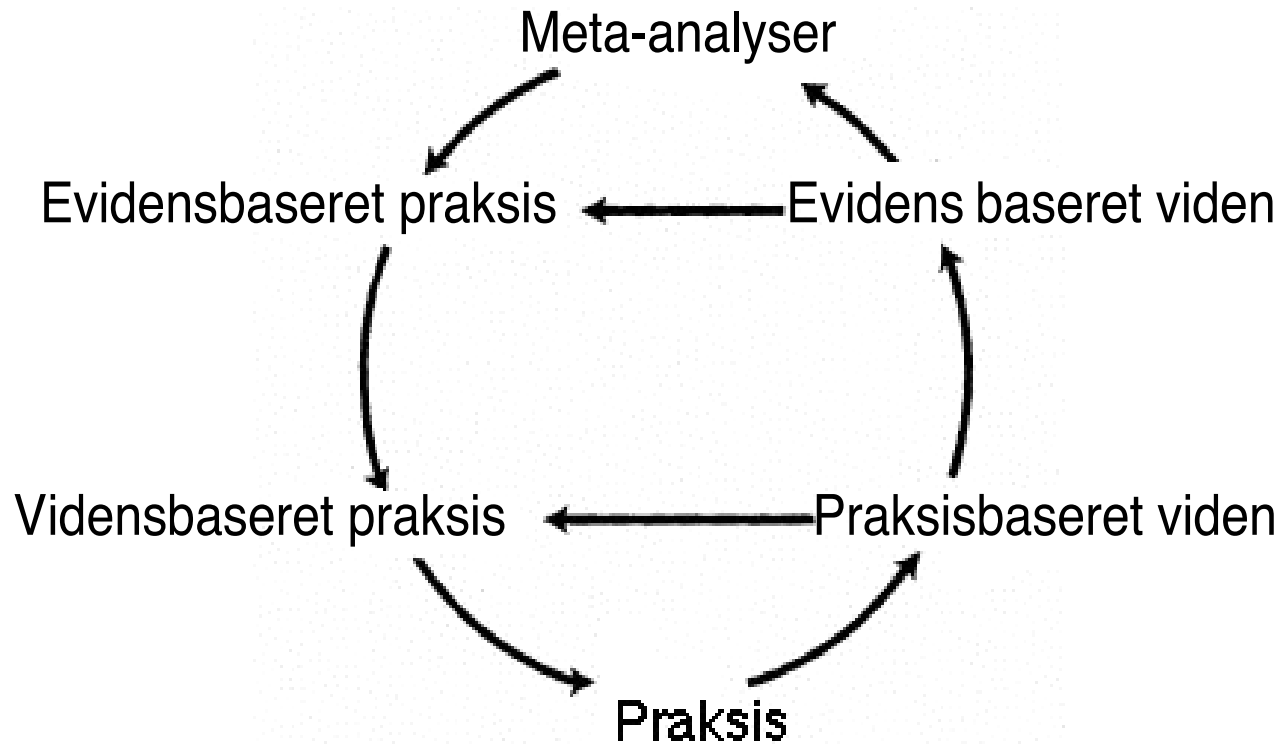 Meta-analyser
Evidensbaseret praksis
Evidens baseret viden
Vidensbaseret praksis
Praksisbaseret viden
Praksis